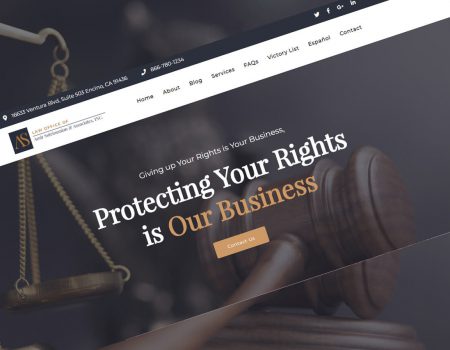 16633 Ventura Blvd, Suite 503 Encino, CA 91436
866-780-1234
LAW OFFICE OF
AS
& Associates, Inc.
Home
About
Blog
Services
FAQs
Victory List
Español
Contact
Giving up Your Rights is Your Business,
Protecting Your Rights
is Our Business
Contact Us